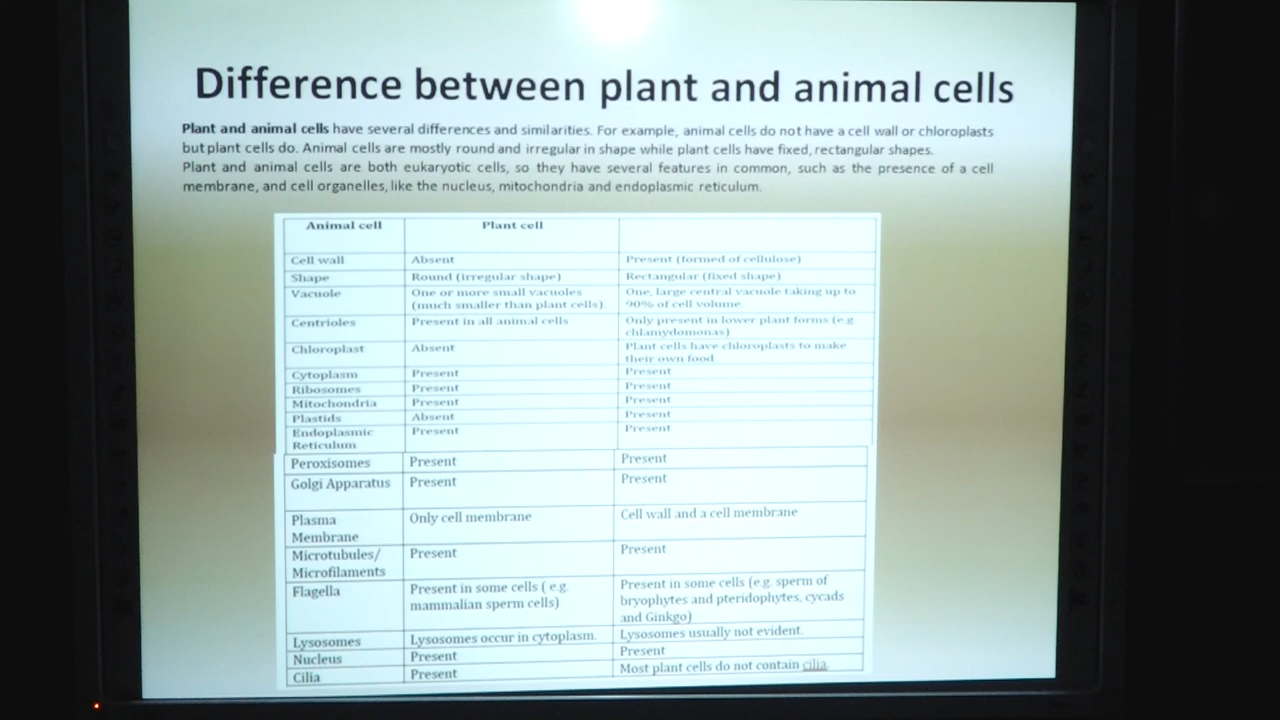 Difference between plant and animal cells
Plant and animal cells have several differences and similarities. For example, animal cells do not have a cell wall or chloroplasts
but plant cells do. Animal cells are mostly round and irregular in shape while plant cells have fixed, rectangular shapes.
Plant and animal cells are both eukaryotic cells, so they have several features in common, such as the presence of a cell
membrane, and cell organelles, like the nucleus, mitochondria and endoplasmic reticulum.
Animal cell Plant cell
Cell wall Absent Present (formed of cellulose)
Shape Round (irregular shape) Rectangular (fixed shape)
Vacuole One or more small vacuoles One, large central vacuole taking up to
(much smaller than plant cells). 90% of cell volume.
Centrioles Present in all animal cells Only present in lower plant forms (e.g.
chlamydomonas)
Chloroplast Absent Plant cells have chloroplasts to make
their own food
Cytoplasm Present Present
Ribosomes Present Present
Mitochondria Present Present
Plastids Absent Present
Endoplasmic Present Present
Reticulum
Peroxisomes Present Present
Golgi Apparatus Present Present
Plasma Only cell membrane Cell wall and a cell membrane
Membrane
Microtubules/ Present Present
Microfilaments
Flagella Present in some cells ( e.g. Present in some cells (e.g. sperm of
mammalian sperm cells) bryophytes and pteridophytes, cycads
and Ginkgo)
Lysosomes Lysosomes occur in cytoplasm. Lysosomes usually not evident.
Nucleus Present Present
Cilia Present Most plant cells do not contain cilia.